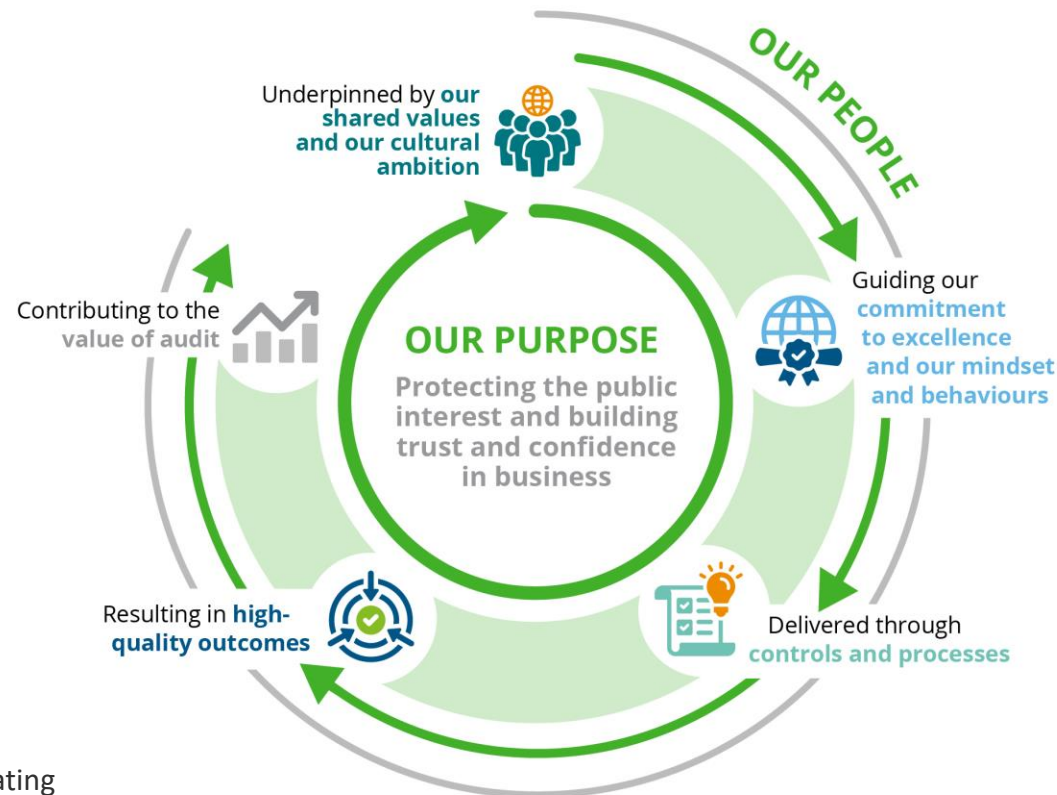 OUR PEOPLE
Underpinned by our
shared values
and our cultural
ambition
Guiding our
commitment
to excellence
and our mindset
and behaviours
Delivered through
controls and processes
Resulting in high-
quality outcomes
Contributing to the
value of audit
OUR PURPOSE
Protecting the public
interest and building
trust and confidence
in business